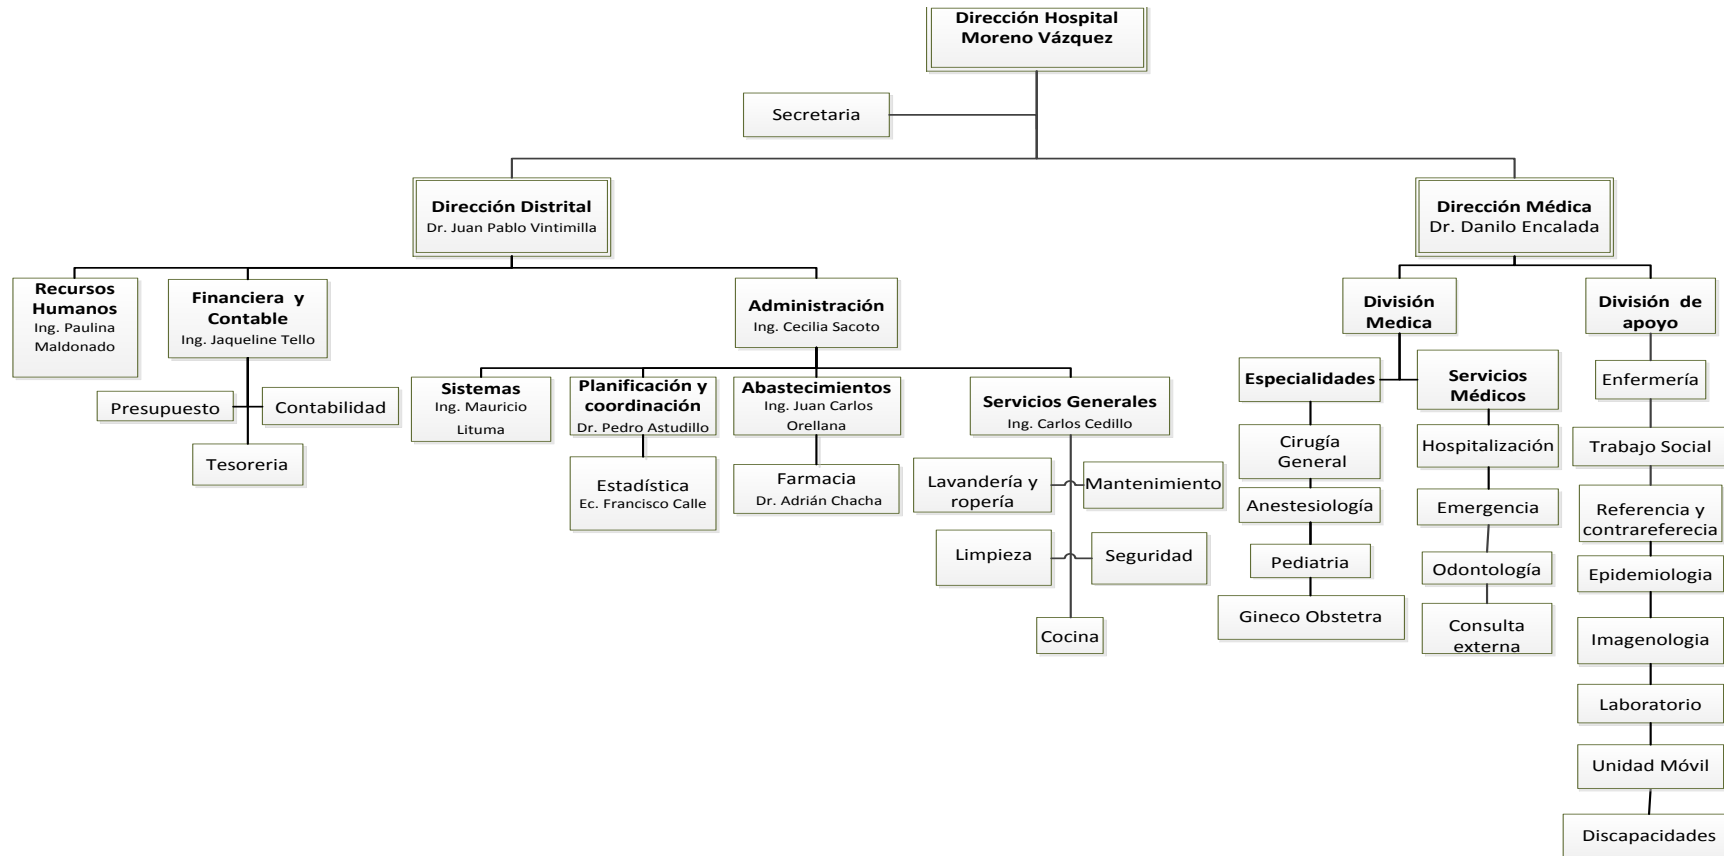 Dirección Hospital
Moreno Vázquez
Secretaria
Dirección Distrital
Dr. Juan Pablo Vintimilla
Dirección Médica
Dr. Danilo Encalada
Recursos
Humanos
Ing. Paulina
Maldonado
Financiera y
Contable
Ing. Jaqueline Tello
Administración
Ing. Cecilia Sacoto
División
Medica
División de
apoyo
Presupuesto
Contabilidad
Tesoreria
Sistemas
Ing. Mauricio
Lituma
Planificación y
coordinación
Dr. Pedro Astudillo
Abastecimientos
Ing. Juan Carlos
Orellana
Servicios Generales
Ing. Carlos Cedillo
Estadística
Ec. Francisco Calle
Farmacia
Dr. Adrián Chacha
Lavandería y
ropería
Mantenimiento
Limpieza
Seguridad
Cocina
Especialidades
Cirugía
General
Anestesiología
Pediatria
Gineco Obstetra
Servicios
Médicos
Hospitalización
Emergencia
Odontología
Consulta
externa
Enfermería
Trabajo Social
Referencia y
contrareferecia
Epidemiologia
Imagenologia
Laboratorio
Unidad Móvil
Discapacidades